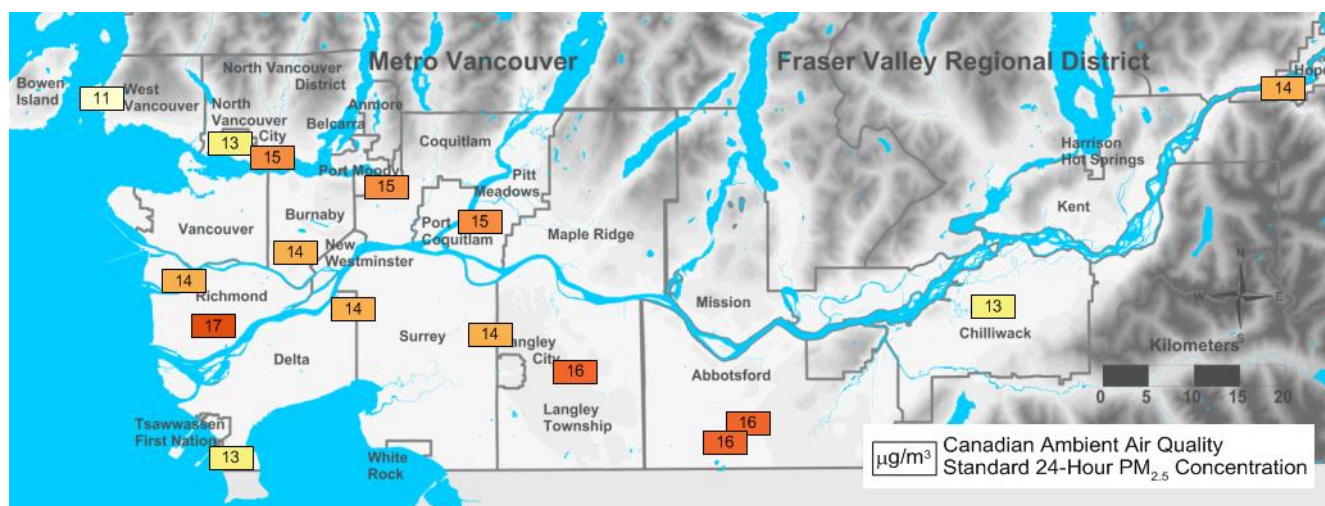 Metro Vancouver
Fraser Valley Regional District
Bowen
Island
11
West
Vancouver
North Vancouver
District
North
Vancouver
City
13
15
Anmore
Belcarra
Port Moody
15
Coquitlam
Pitt
Meadows
15
Port
Coquitlam
Maple Ridge
Harrison
Hot Springs
Kent
Hope
14
Vancouver
Burnaby
14
New
Westminster
14
Richmond
17
14
Surrey
14
Langley
City
16
Langley
Township
Mission
Abbotsford
16
16
13
Chilliwack
Delta
Tsawwassen
First Nation
13
White
Rock
N
W
E
S
Kilometers
0 5 10 15 20
µg/m³
Canadian Ambient Air Quality
Standard 24-Hour PM2.5 Concentration